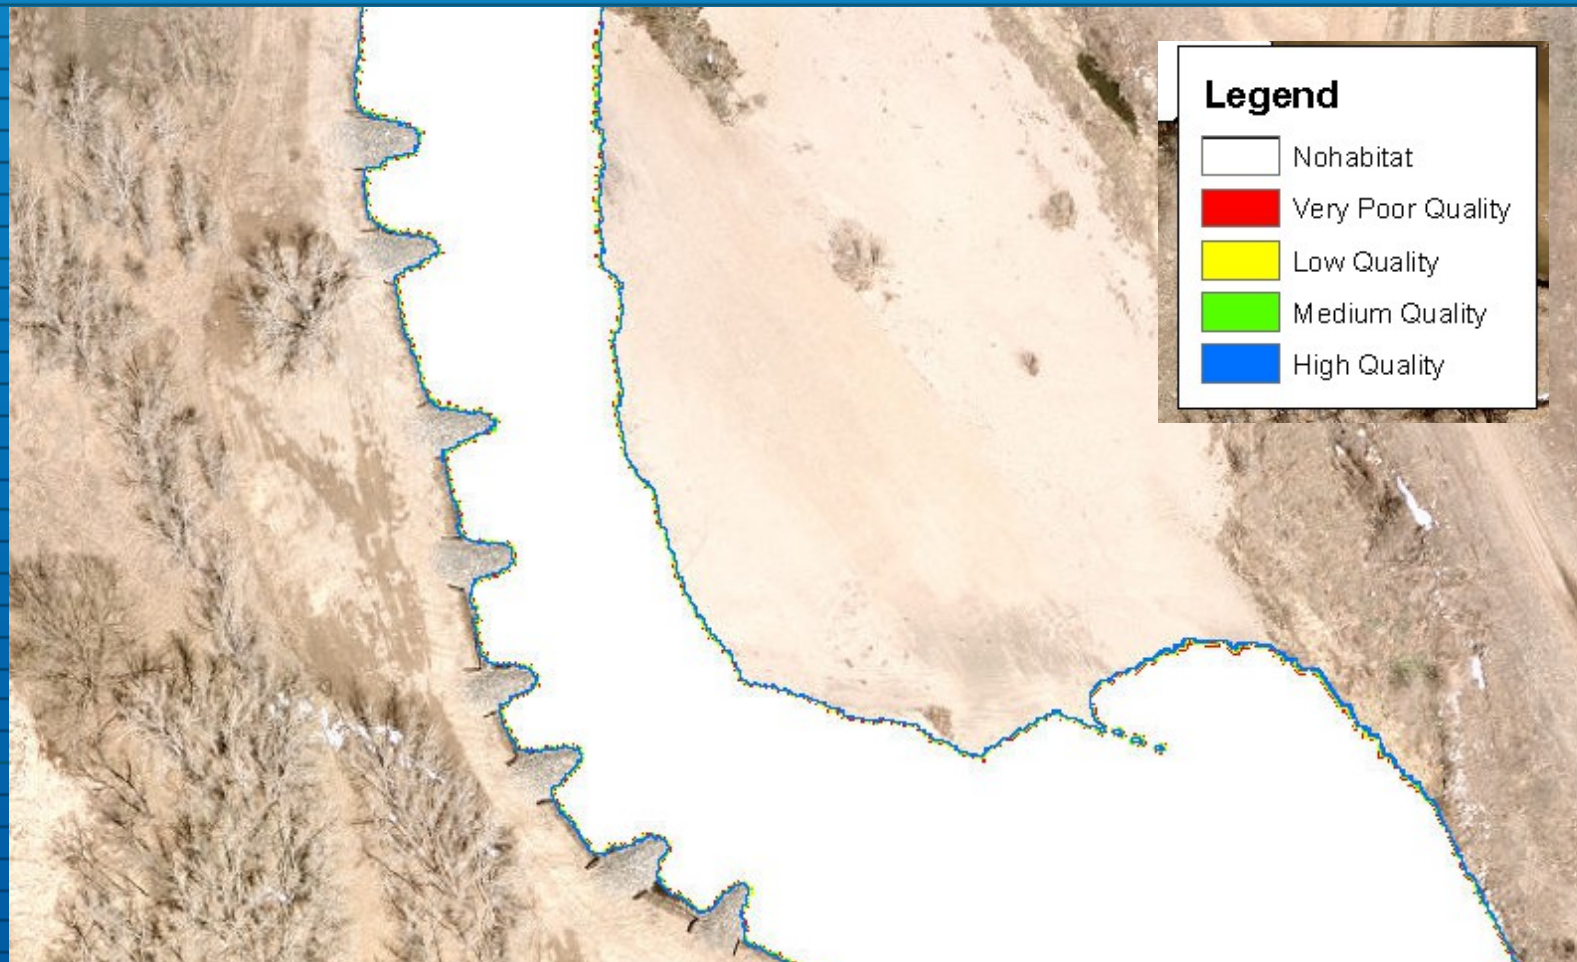 Legend
Nohabitat
Very Poor Quality
Low Quality
Medium Quality
High Quality